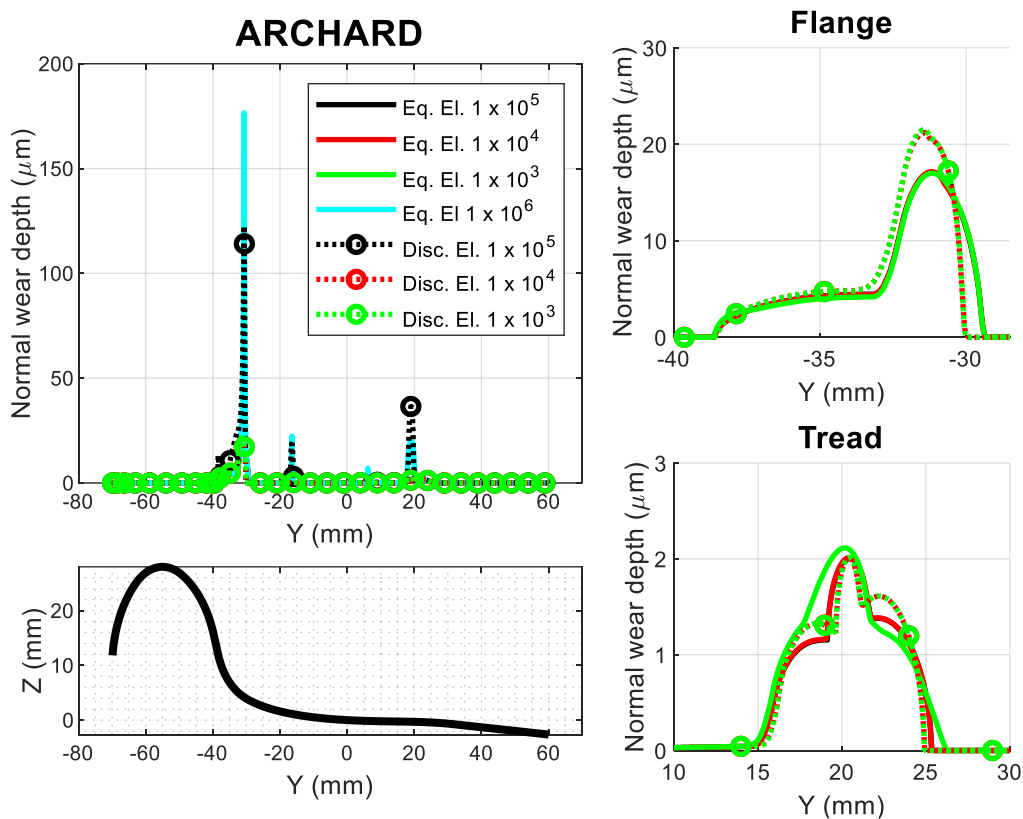 ARCHARD
200
150
100
50
0
Normal wear depth (μm)
-80 -60 -40 -20 0 20 40 60
Y (mm)
Eq. El. 1 x 10^5
Eq. El. 1 x 10^4
Eq. El. 1 x 10^3
Eq. El 1 x 10^6
Disc. El. 1 x 10^5
Disc. El. 1 x 10^4
Disc. El. 1 x 10^3
20
10
0
Z (mm)
-80 -60 -40 -20 0 20 40 60
Y (mm)
Flange
30
20
10
0
Normal wear depth (μm)
-40 -35 -30
Y (mm)
Tread
3
2
1
0
Normal wear depth (μm)
10 15 20 25 30
Y (mm)